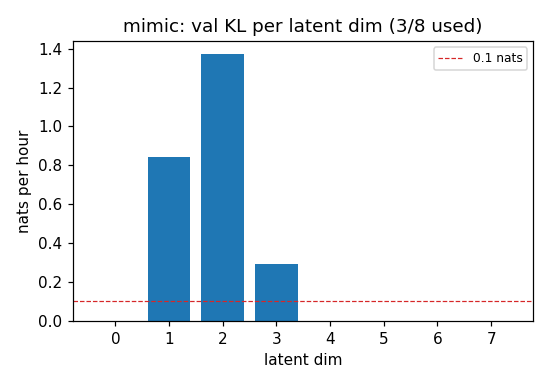 mimic: val KL per latent dim (3/8 used)
0.1 nats
nats per hour
1.4
1.2
1.0
0.8
0.6
0.4
0.2
0.0
0 1 2 3 4 5 6 7
latent dim